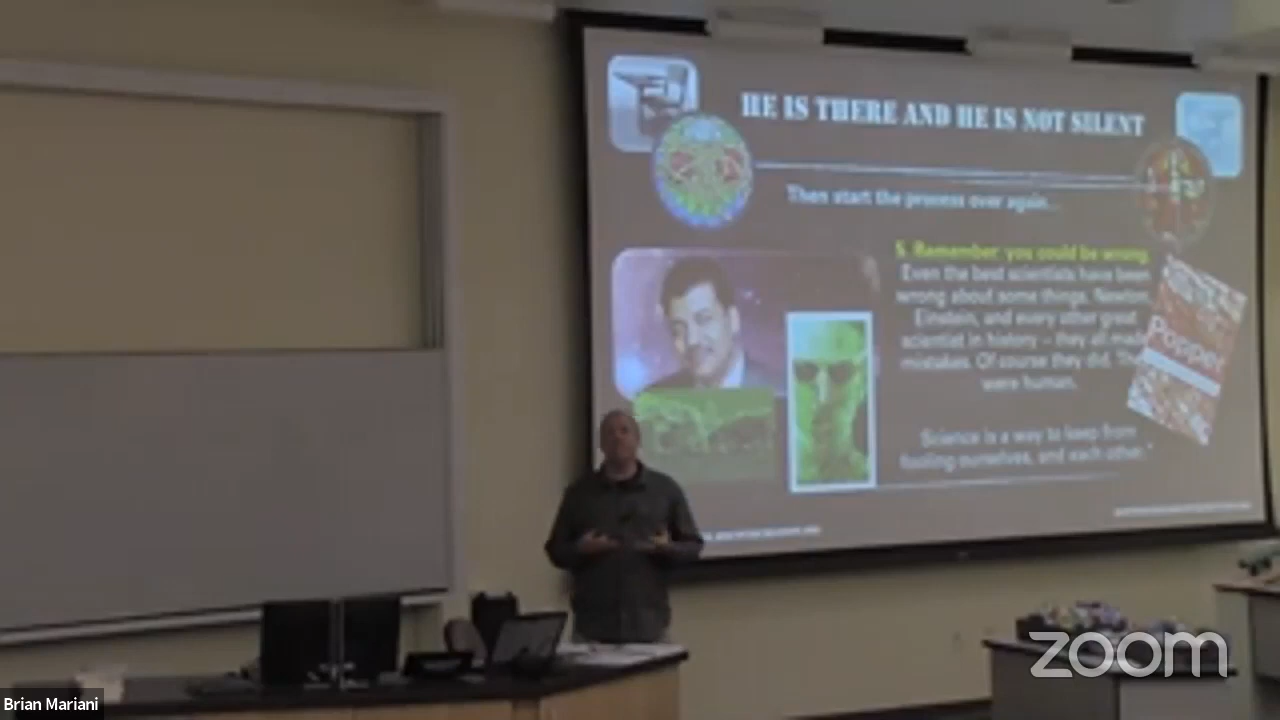 HE IS THERE AND HE IS NOT SILENT
Then start the process over again...
5. Remember: you could be wrong.
Even the best scientists have been
wrong about some things. Newton,
Einstein, and every other great
scientist in history – they all made
mistakes. Of course they did.
were human.
Science is a way to keep from
fooling ourselves, and each other."
Popper
zoom
Brian Mariani